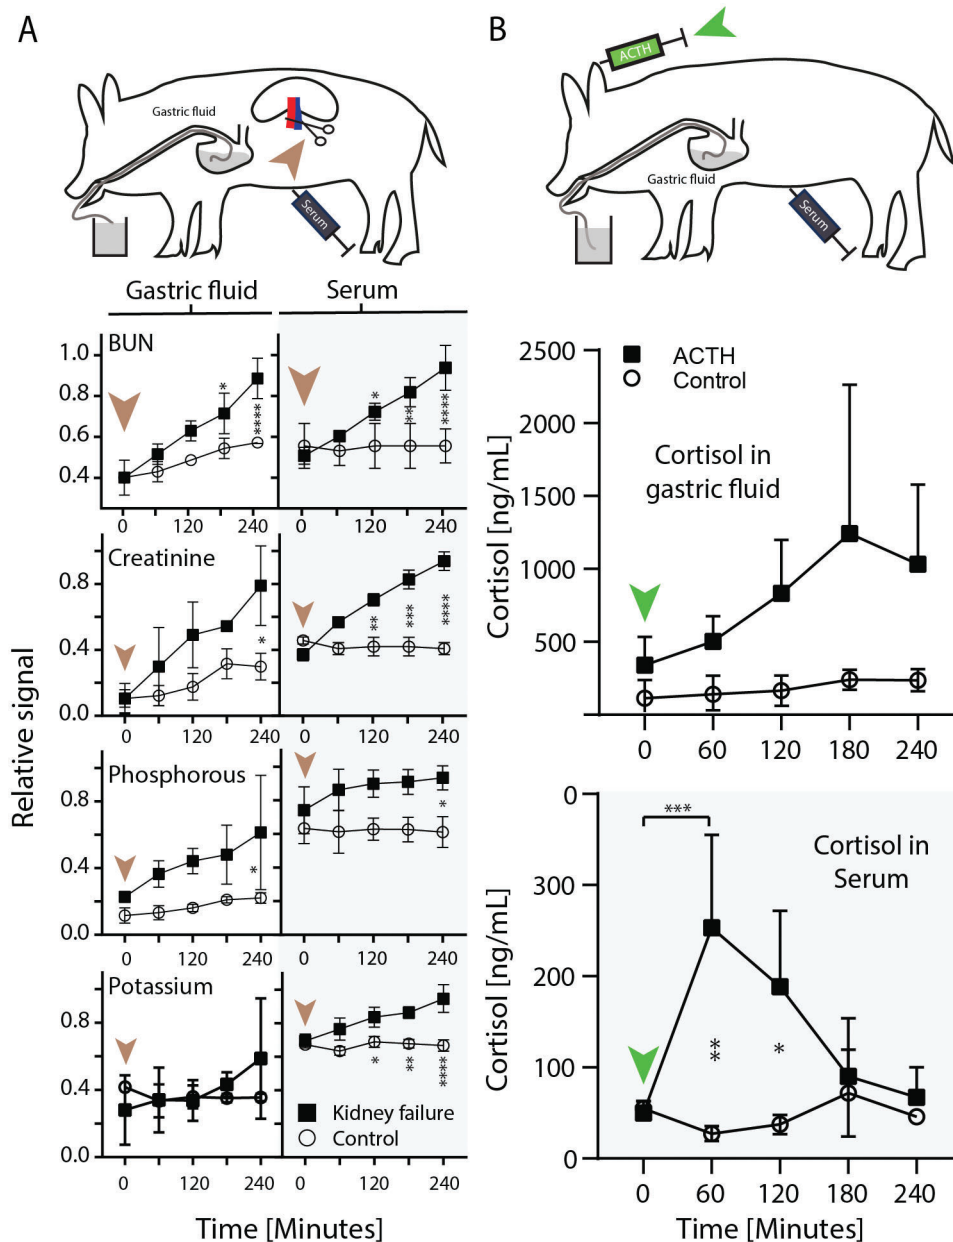 A
Gastric fluid
Serum
Gastric fluid Serum
BUN
1.0
0.8
0.6
0.4
*
****
*
**
****
0 120 240 0 120 240
Creatinine
0.8
0.4
0.0
*
**
***
****
0 120 240 0 120 240
Phosphorous
0.8
0.4
0.0
*
*
0 120 240 0 120 240
Potassium
0.8
0.4
0.0
*
**
****
Kidney failure
Control
0 120 240 0 120 240
Relative signal
Time [Minutes]
B
ACTH
Gastric fluid
Serum
2500
2000
1500
1000
500
ACTH
Control
Cortisol in
gastric fluid
Cortisol [ng/mL]
0 60 120 180 240
0
300
200
100
0
***
**
*
Cortisol in
Serum
Cortisol [ng/mL]
0 60 120 180 240
Time [Minutes]